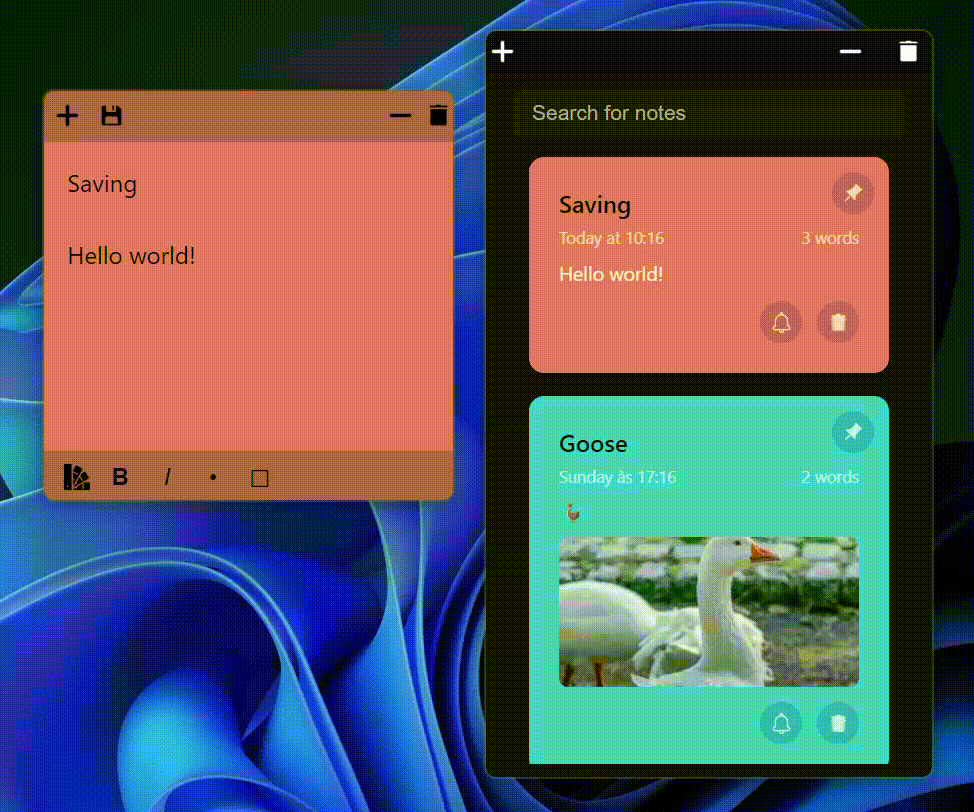 Saving
Hello world!
B I • □
Search for notes
Saving
Today at 10:16 3 words
Hello world!
Goose
Sunday às 17:16 2 words